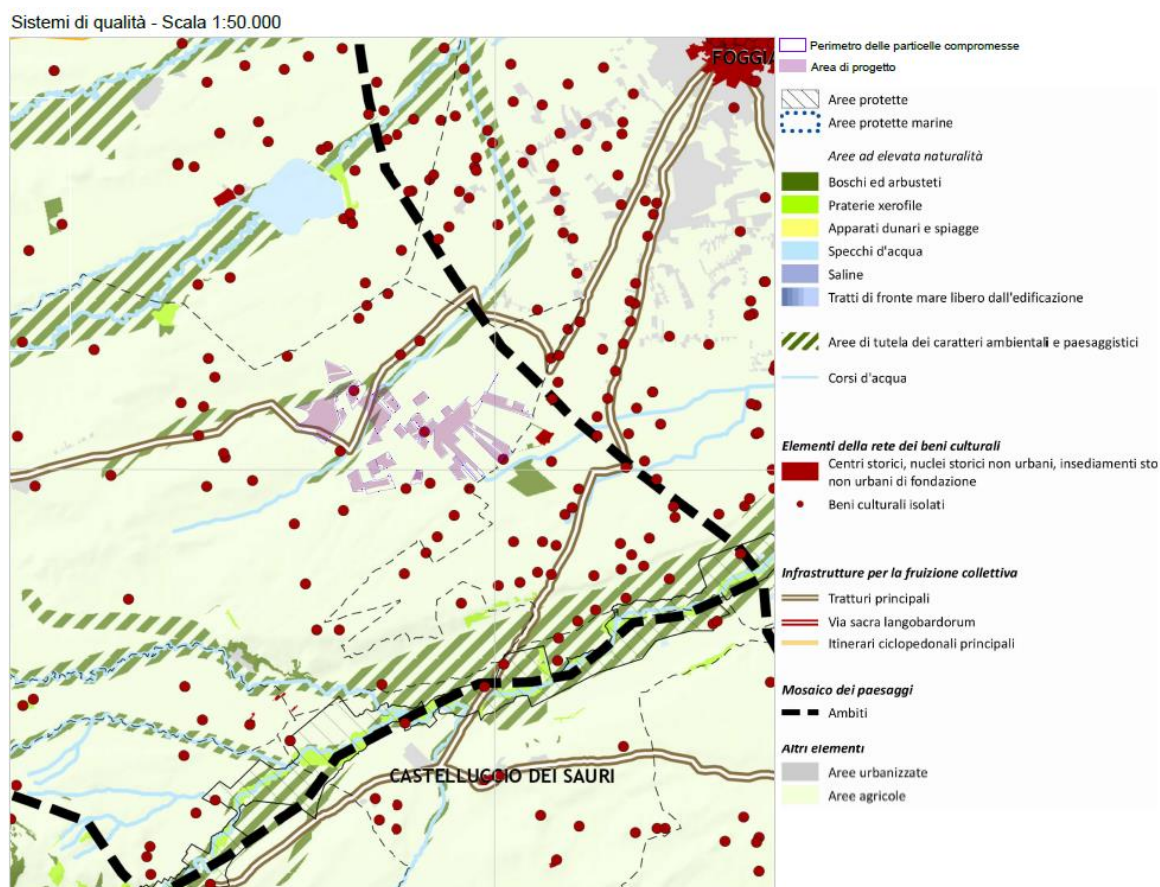 Sistemi di qualità - Scala 1:50.000
FOGGIA
CASTELLUCCIO DEI SAURI
Perimetro delle particelle compromesse
Area di progetto
Aree protette
Aree protette marine
Aree ad elevata naturalità
Boschi ed arbusteti
Praterie xerofile
Apparati dunari e spiagge
Specchi d'acqua
Saline
Tratti di fronte mare libero dall'edificazione
Aree di tutela dei caratteri ambientali e paesaggistici
Corsi d'acqua
Elementi della rete dei beni culturali
Centri storici, nuclei storici non urbani, insediamenti sto
non urbani di fondazione
Beni culturali isolati
Infrastrutture per la fruizione collettiva
Tratturi principali
Via sacra langobardorum
Itinerari ciclopedonali principali
Mosaico dei paesaggi
Ambiti
Altri elementi
Aree urbanizzate
Aree agricole